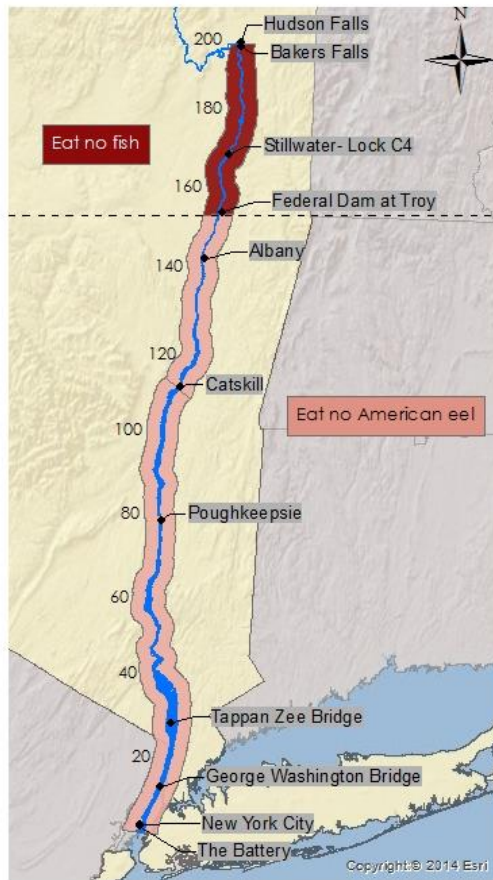 N
Hudson Falls
200
Bakers Falls
180
Eat no fish
Stillwater- Lock C4
160
Federal Dam at Troy
Albany
140
120
Catskill
Eat no American eel
100
Poughkeepsie
80
60
40
Tappan Zee Bridge
20
George Washington Bridge
New York City
The Battery
Copyright:© 2014 Esri